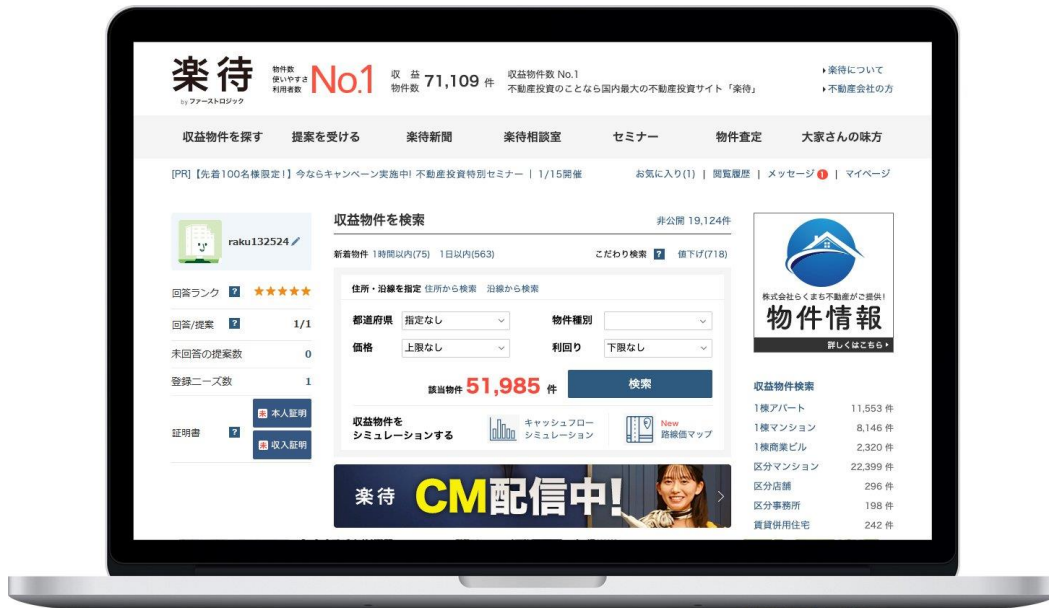 楽待
by ファーストロジック
物件数
使いやすさ
利用者数
No.1
収　益
物件数
71,109 件
収益物件数 No.1
不動産投資のことなら国内最大の不動産投資サイト「楽待」
楽待について
不動産会社の方
収益物件を探す
提案を受ける
楽待新聞
楽待相談室
セミナー
物件査定
大家さんの味方
[PR]【先着100名様限定!】今ならキャンペーン実施中! 不動産投資特別セミナー | 1/15開催
お気に入り(1) | 閲覧履歴 | メッセージ 1 | マイページ
raku132524
回答ランク ? ★★★★★
回答/提案 ? 1/1
未回答の提案数 0
登録ニーズ数 1
証明書 ?
未 本人証明
未 収入証明
収益物件を検索
非公開 19,124件
新着物件 1時間以内(75) 1日以内(563)
こだわり検索 ? 値下げ(718)
住所・沿線を指定 住所から検索 沿線から検索
都道府県 指定なし
物件種別
価格 上限なし
利回り 下限なし
該当物件 51,985 件
検索
収益物件を
シミュレーションする
キャッシュフロー
シミュレーション
New
路線価マップ
楽待 CM配信中!
株式会社らくまち不動産がご提供!
物件情報
詳しくはこちら
収益物件検索
1棟アパート 11,553 件
1棟マンション 8,146 件
1棟商業ビル 2,320 件
区分マンション 22,399 件
区分店舗 296 件
区分事務所 198 件
賃貸併用住宅 242 件